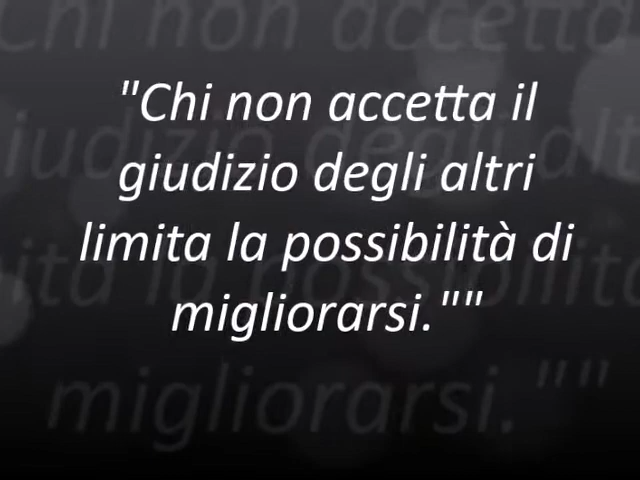 "Chi non accetta il
giudizio degli altri
limita la possibilità di
migliorarsi.""